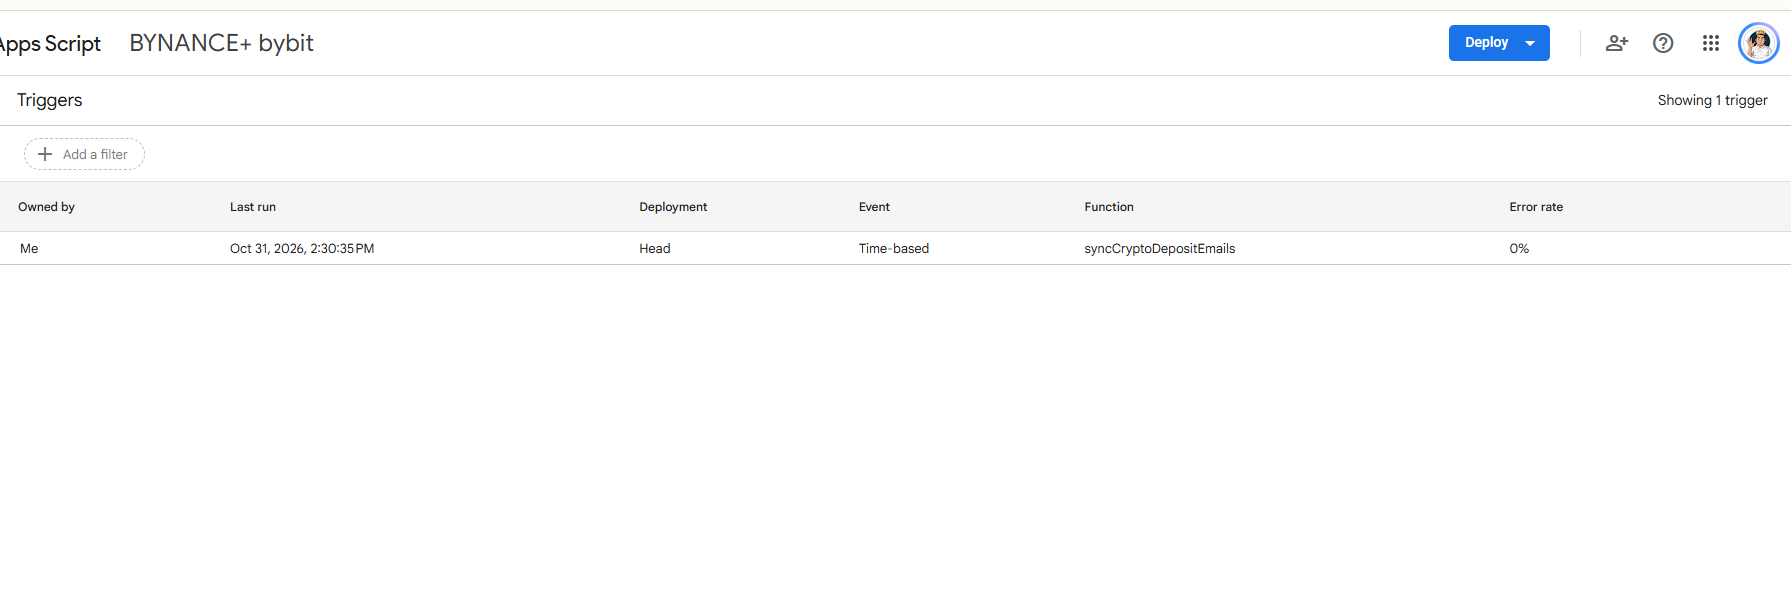 Apps Script BYNANCE+ bybit Deploy
Triggers Showing 1 trigger
Add a filter
Owned by Last run Deployment Event Function Error rate
Me Oct 31, 2026, 2:30:35 PM Head Time-based syncCryptoDepositEmails 0%